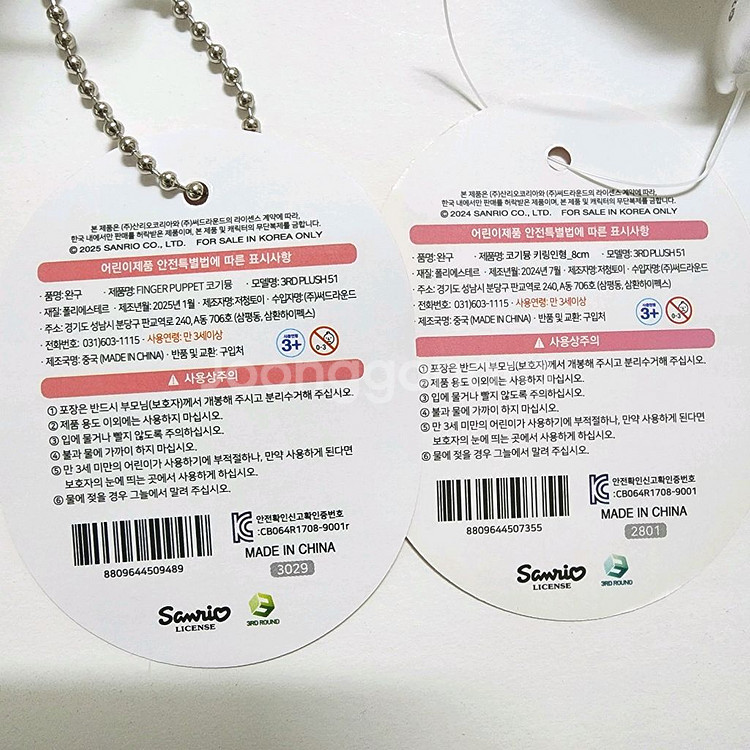 본 제품은 (주)산리오코리아와 (주)써드라운드의 라이센스 계약에 따라,
한국 내에서만 판매를 허락받은 제품이며, 본 제품 및 캐릭터의 무단복제를 금합니다.
ⓒ2025 SANRIO CO., LTD. FOR SALE IN KOREA ONLY
어린이제품 안전특별법에 따른 표시사항
· 품명: 완구 · 제품명: FINGER PUPPET 코기뮹 · 모델명: 3RD PLUSH 51
· 재질: 폴리에스테르 · 제조년월: 2025년 1월 · 제조자명: 저청토이 · 수입자명: (주)써드라운드
· 주소: 경기도 성남시 분당구 판교역로 240, A동 706호 (삼평동, 삼환하이펙스)
· 전화번호: 031)603-1115 · 사용연령: 만 3세이상
· 제조국명: 중국 (MADE IN CHINA) · 반품 및 교환: 구입처
사용연령
3+
0-3
사용상주의
① 포장은 반드시 부모님(보호자)께서 개봉해 주시고 분리수거해 주십시오.
② 제품 용도 이외에는 사용하지 마십시오.
③ 입에 물거나 빨지 않도록 주의하십시오.
④ 불과 물에 가까이 하지 마십시오.
⑤ 만 3세 미만의 어린이가 사용하기에 부적절하나, 만약 사용하게 된다면
보호자의 눈에 띄는 곳에서 사용하게 하십시오.
⑥ 물에 젖을 경우 그늘에서 말려 주십시오.
8809644509489
안전확인신고확인증번호
:CB064R1708-9001r
MADE IN CHINA
3029
Sanrio
LICENSE
3RD ROUND
본 제품은 (주)산리오코리아와 (주)써드라운드의 라이센스 계약에 따라,
한국 내에서만 판매를 허락받은 제품이며, 본 제품 및 캐릭터의 무단복제를 금합니다.
ⓒ 2024 SANRIO CO., LTD. FOR SALE IN KOREA ONLY
어린이제품 안전특별법에 따른 표시사항
· 품명: 완구 · 제품명: 코기뮹 키링인형_8cm · 모델명: 3RD PLUSH 51
· 재질: 폴리에스테르 · 제조년월: 2024년 7월 · 제조자명: 저청토이 · 수입자명: (주)써드라운드
· 주소: 경기도 성남시 분당구 판교역로 240, A동 706호 (삼평동, 삼환하이펙스)
· 전화번호: 031)603-1115 · 사용연령: 만 3세이상
· 제조국명: 중국 (MADE IN CHINA) · 반품 및 교환: 구입처
사용연령
3+
0-3
사용상주의
① 포장은 반드시 부모님(보호자)께서 개봉해 주시고 분리수거해 주십시오.
② 제품 용도 이외에는 사용하지 마십시오.
③ 입에 물거나 빨지 않도록 주의하십시오.
④ 불과 물에 가까이 하지 마십시오.
⑤ 만 3세 미만의 어린이가 사용하기에 부적절하나, 만약 사용하게 된다면
보호자의 눈에 띄는 곳에서 사용하게 하십시오.
⑥ 물에 젖을 경우 그늘에서 말려 주십시오.
8809644507355
안전확인신고확인증번호
:CB064R1708-9001
MADE IN CHINA
2801
Sanrio
LICENSE
3RD ROUND